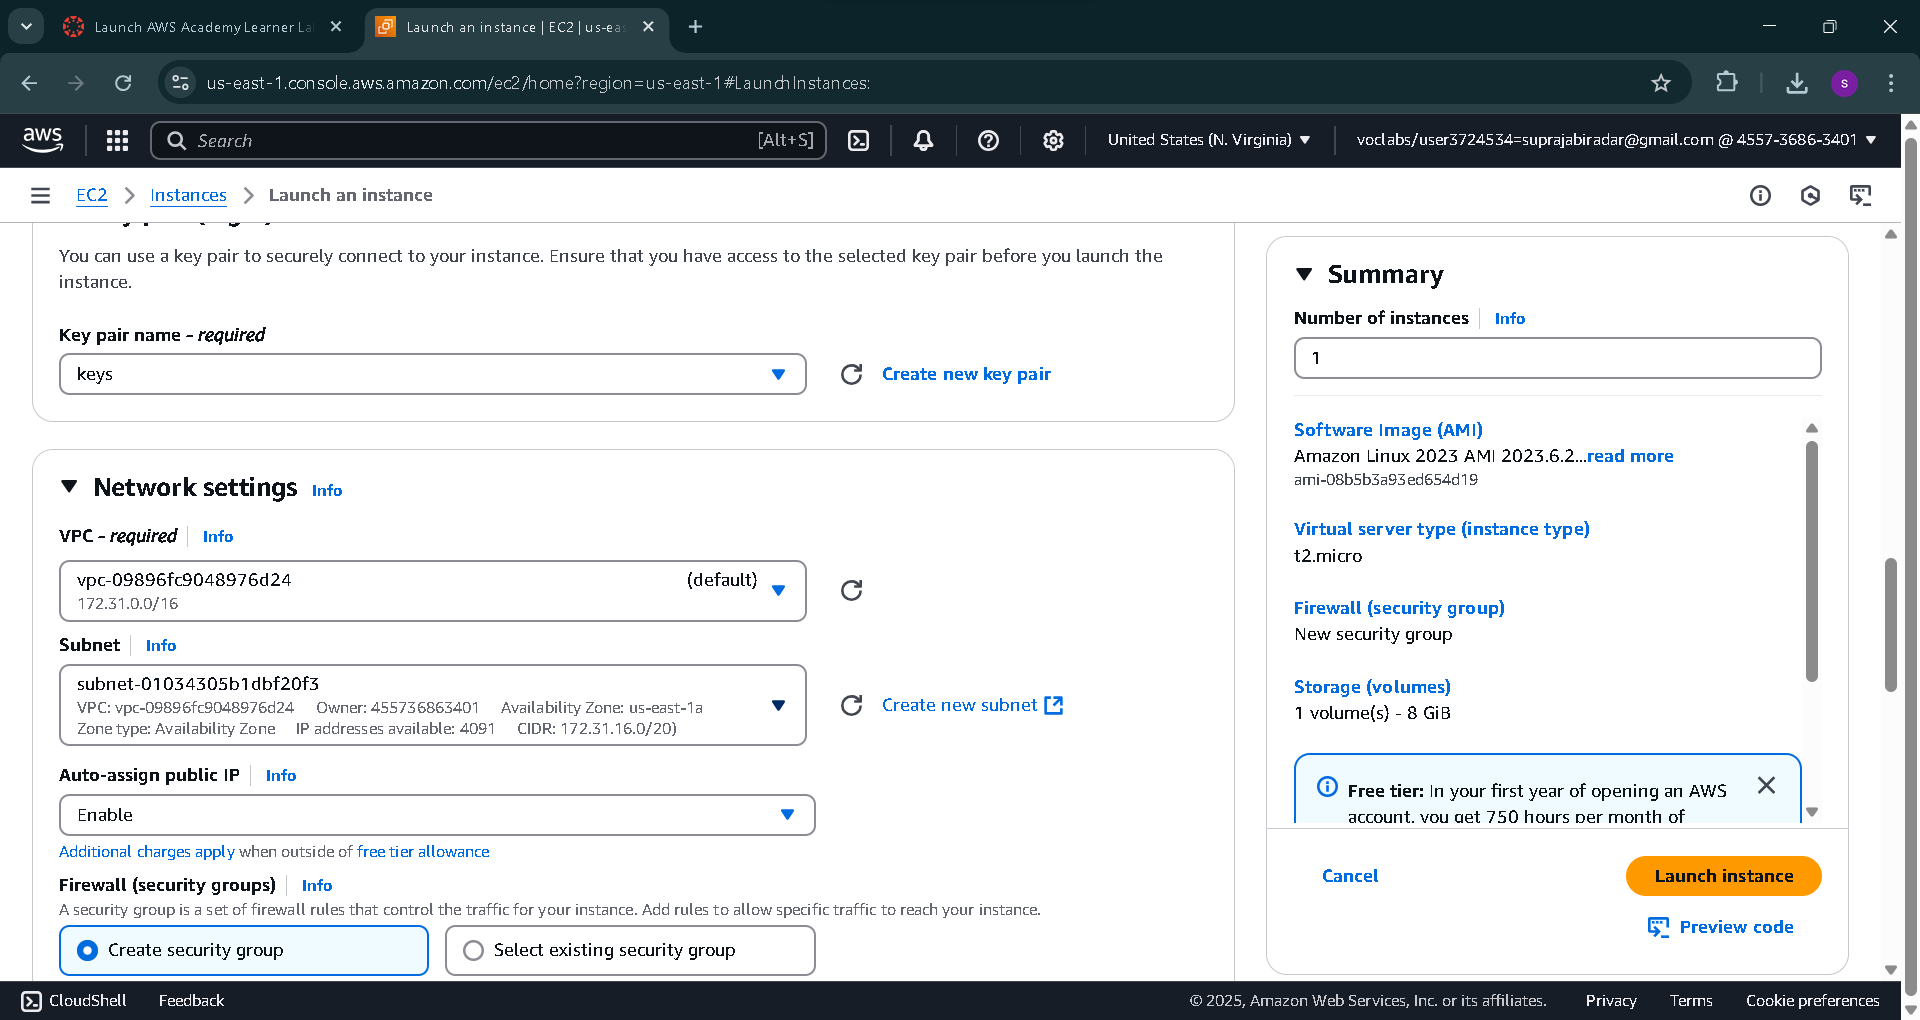 Launch AWS Academy Learner La
Launch an instance | EC2 | us-eas
us-east-1.console.aws.amazon.com/ec2/home?region=us-east-1#LaunchInstances:
S
aws
Search
[Alt+S]
United States (N. Virginia)
voclabs/user3724534=suprajabiradar@gmail.com @ 4557-3686-3401
EC2
Instances
Launch an instance
You can use a key pair to securely connect to your instance. Ensure that you have access to the selected key pair before you launch the
instance.
Key pair name - required
keys
Create new key pair
Network settings Info
VPC - required Info
vpc-09896fc9048976d24 (default)
172.31.0.0/16
Subnet Info
subnet-01034305b1dbf20f3
VPC: vpc-09896fc9048976d24 Owner: 455736863401 Availability Zone: us-east-1a
Zone type: Availability Zone IP addresses available: 4091 CIDR: 172.31.16.0/20)
Create new subnet
Auto-assign public IP Info
Enable
Additional charges apply when outside of free tier allowance
Firewall (security groups) Info
A security group is a set of firewall rules that control the traffic for your instance. Add rules to allow specific traffic to reach your instance.
Create security group
Select existing security group
Summary
Number of instances Info
1
Software Image (AMI)
Amazon Linux 2023 AMI 2023.6.2...read more
ami-08b5b3a93ed654d19
Virtual server type (instance type)
t2.micro
Firewall (security group)
New security group
Storage (volumes)
1 volume(s) - 8 GiB
Free tier: In your first year of opening an AWS
account, you get 750 hours per month of
Cancel
Launch instance
Preview code
CloudShell
Feedback
© 2025, Amazon Web Services, Inc. or its affiliates.
Privacy
Terms
Cookie preferences